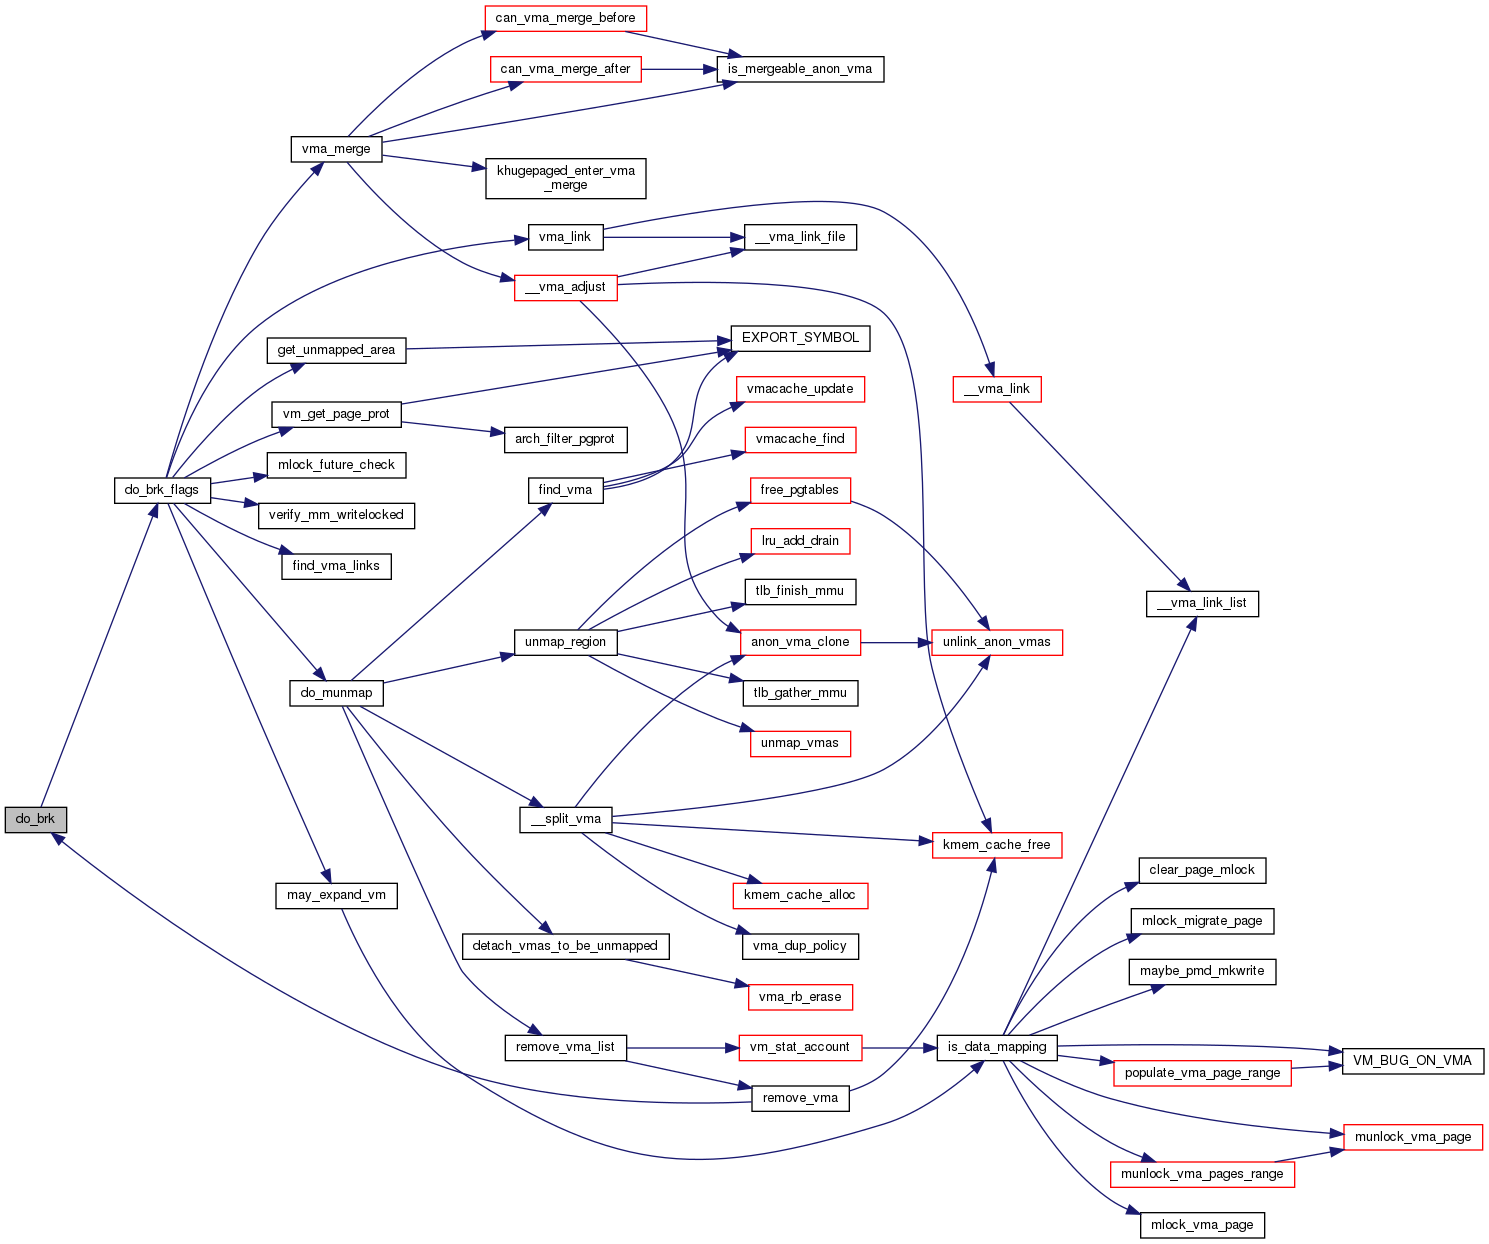 can_vma_merge_before
is_mergeable_anon_vma
can_vma_merge_after
vma_merge
khugepaged_enter_vma
_merge
vma_link
__vma_link_file
__vma_adjust
EXPORT_SYMBOL
get_unmapped_area
vmacache_update
__vma_link
vm_get_page_prot
arch_filter_pgprot
vmacache_find
mlock_future_check
do_brk_flags
find_vma
free_pgtables
verify_mm_writelocked
lru_add_drain
find_vma_links
tlb_finish_mmu
__vma_link_list
unmap_region
anon_vma_clone
unlink_anon_vmas
do_munmap
tlb_gather_mmu
unmap_vmas
do_brk
__split_vma
kmem_cache_free
clear_page_mlock
may_expand_vm
kmem_cache_alloc
mlock_migrate_page
detach_vmas_to_be_unmapped
vma_dup_policy
maybe_pmd_mkwrite
vma_rb_erase
remove_vma_list
vm_stat_account
is_data_mapping
VM_BUG_ON_VMA
populate_vma_page_range
remove_vma
munlock_vma_page
munlock_vma_pages_range
mlock_vma_page